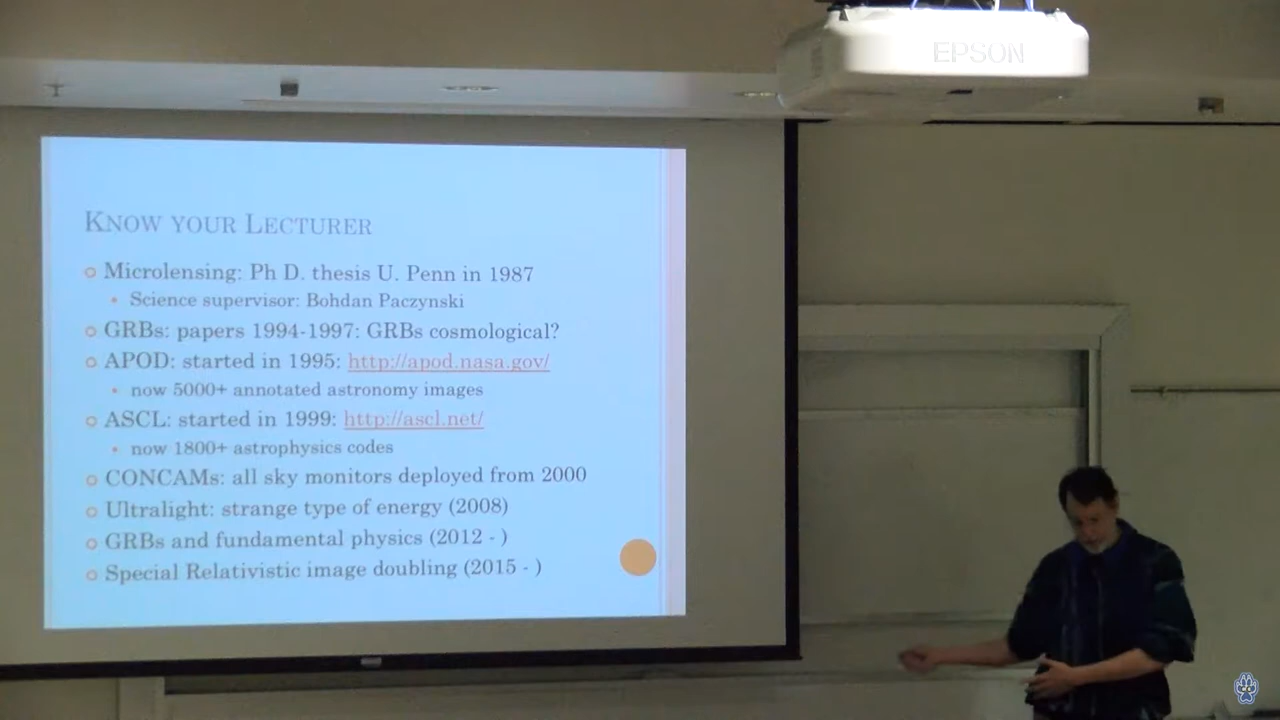 EPSON
KNOW YOUR LECTURER
Microlensing: Ph D. thesis U. Penn in 1987
Science supervisor: Bohdan Paczynski
GRBs: papers 1994-1997: GRBs cosmological?
APOD: started in 1995: http://apod.nasa.gov/
now 5000+ annotated astronomy images
ASCL: started in 1999: http://ascl.net/
now 1800+ astrophysics codes
CONCAMs: all sky monitors deployed from 2000
Ultralight: strange type of energy (2008)
GRBs and fundamental physics (2012 - )
Special Relativistic image doubling (2015 - )